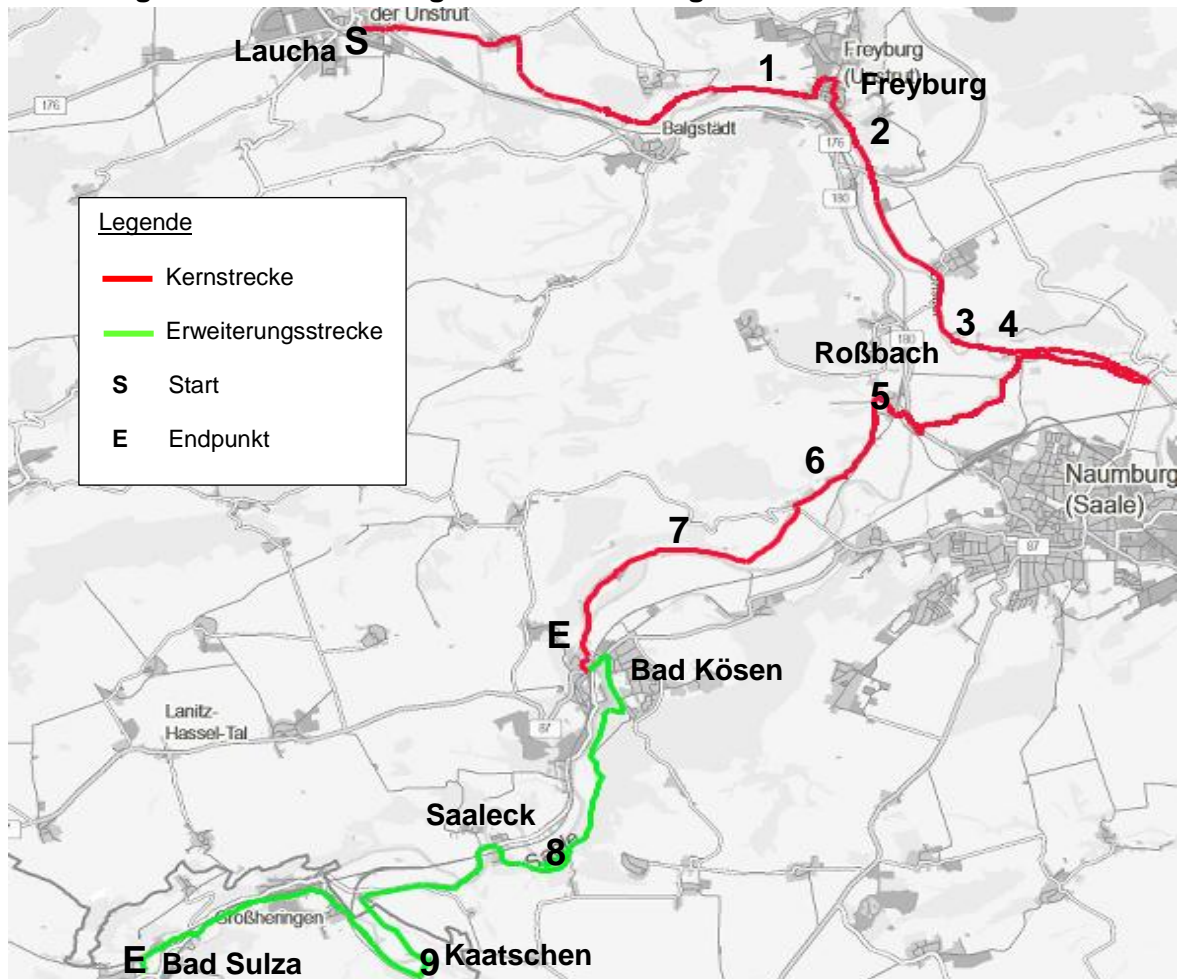 der Unstrut
Laucha S
176
1
Freyburg
(Unstrut)
Freyburg
2
Balgstädt
176
180
Legende
Kernstrecke
Erweiterungsstrecke
S Start
E Endpunkt
3 4
180
Roßbach
5
6
Naumburg
(Saale)
87
7
E
Bad Kösen
Lanitz-
Hassel-Tal
87
Saaleck
Saale
8
Großheringen
E Bad Sulza
9 Kaatschen